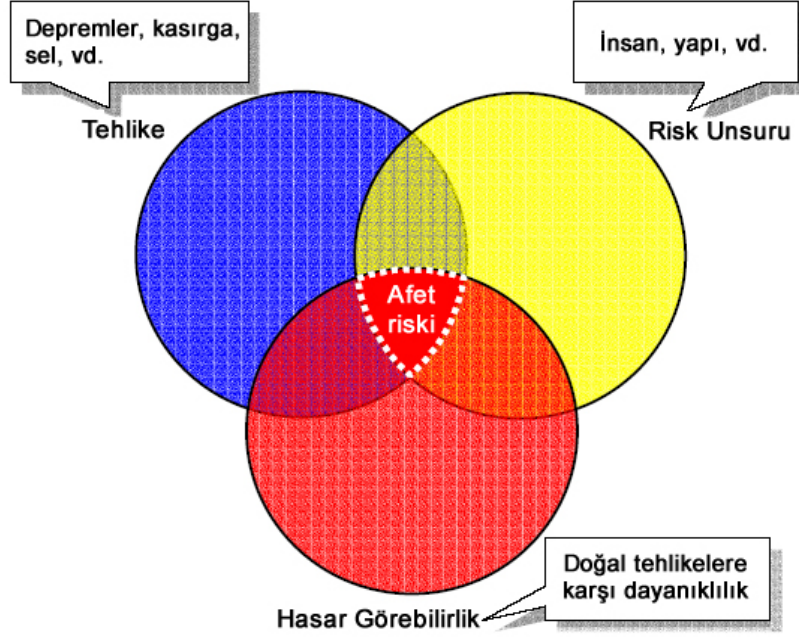 Depremler, kasırga,
sel, vd.
İnsan, yapı, vd.
Tehlike
Risk Unsuru
Afet
riski
Doğal tehlikelere
karşı dayanıklılık
Hasar Görebilirlik